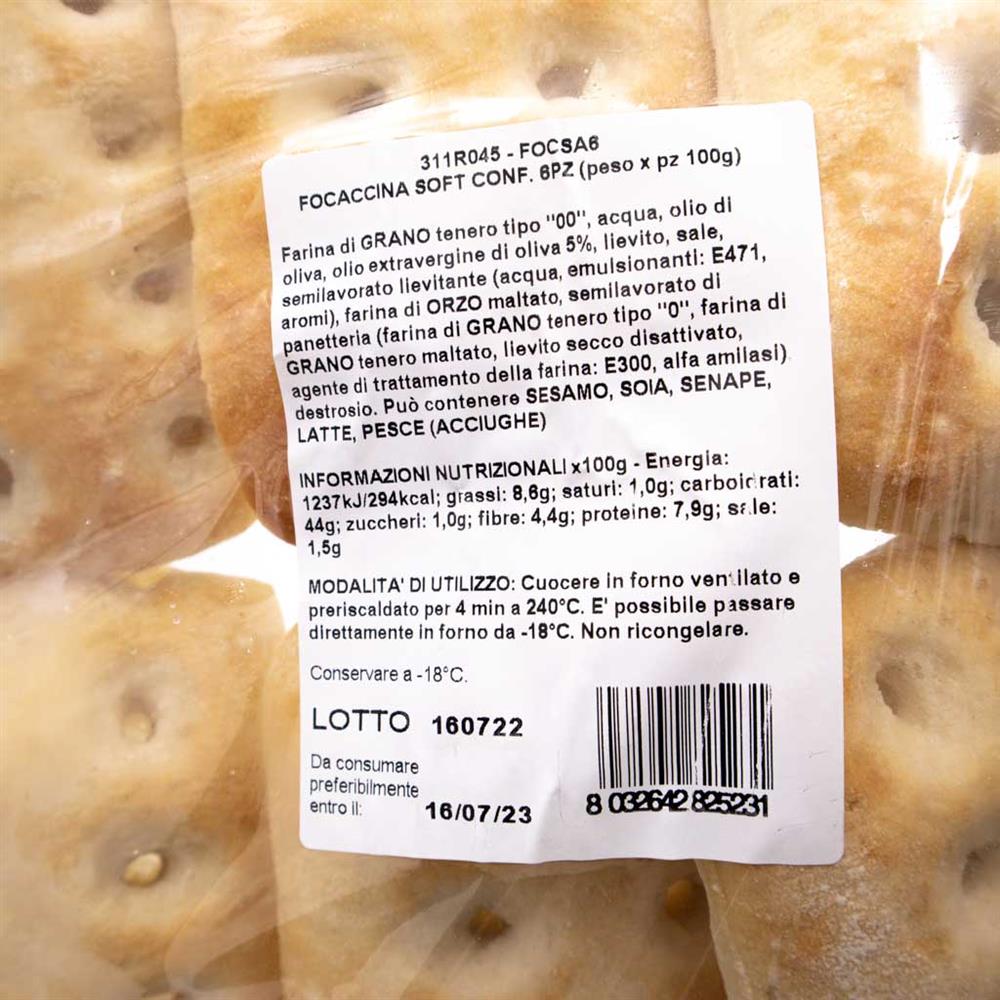 311R045 - FOCSA6
FOCACCINA SOFT CONF. 6PZ (peso x pz 100g)
Farina di GRANO tenero tipo "00", acqua, olio di
oliva, olio extravergine di oliva 5%, lievito, sale,
semilavorato lievitante (acqua, emulsionanti: E471,
aromi), farina di ORZO maltato, semilavorato di
panetteria (farina di GRANO tenero tipo "0", farina di
GRANO tenero maltato, lievito secco disattivato,
agente di trattamento della farina: E300, alfa amilasi)
destrosio. Può contenere SESAMO, SOIA, SENAPE,
LATTE, PESCE (ACCIUGHE)
INFORMAZIONI NUTRIZIONALI x100g - Energia:
1237kJ/294kcal; grassi: 8,6g; saturi: 1,0g; carboidrati:
44g; zuccheri: 1,0g; fibre: 4,4g; proteine: 7,9g; sale:
1,5g
MODALITA' DI UTILIZZO: Cuocere in forno ventilato e
preriscaldato per 4 min a 240°C. E' possibile passare
direttamente in forno da -18°C. Non ricongelare.
Conservare a -18°C.
LOTTO 160722
Da consumare
preferibilmente
entro il: 16/07/23
8 032642 825231